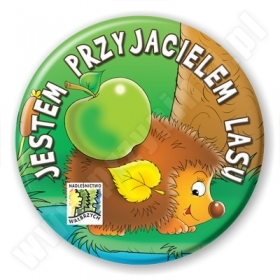 JESTEM PRZYJACIELEM LASU
NADLEŚNICTWO
WAŁBRZYCH